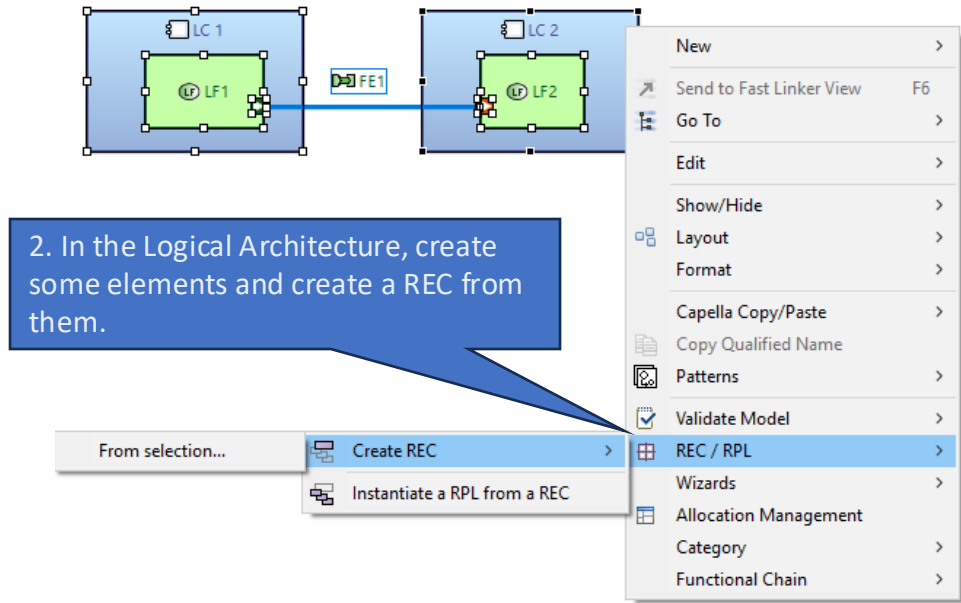 LC 1
LC 2
LF LF1
FE1
LF LF2
New
Send to Fast Linker View F6
Go To
Edit
Show/Hide
Layout
Format
Capella Copy/Paste
Copy Qualified Name
Patterns
Validate Model
REC / RPL
Wizards
Allocation Management
Category
Functional Chain
2. In the Logical Architecture, create
some elements and create a REC from
them.
From selection...
Create REC
Instantiate a RPL from a REC